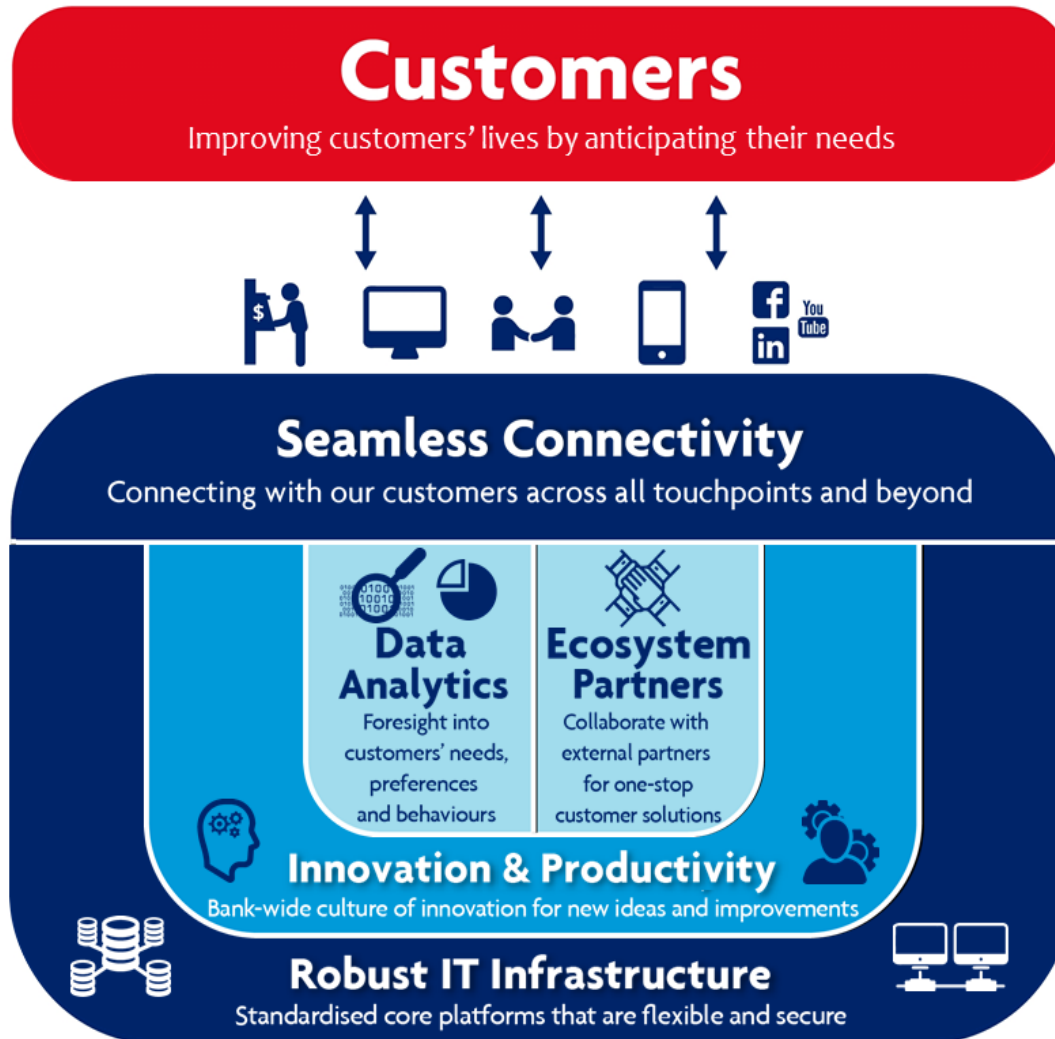 Customers
Improving customers' lives by anticipating their needs
$
f
You
Tube
in
Seamless Connectivity
Connecting with our customers across all touchpoints and beyond
Data
Analytics
Foresight into
customers' needs,
preferences
and behaviours
Ecosystem
Partners
Collaborate with
external partners
for one-stop
customer solutions
Innovation & Productivity
Bank-wide culture of innovation for new ideas and improvements
Robust IT Infrastructure
Standardised core platforms that are flexible and secure